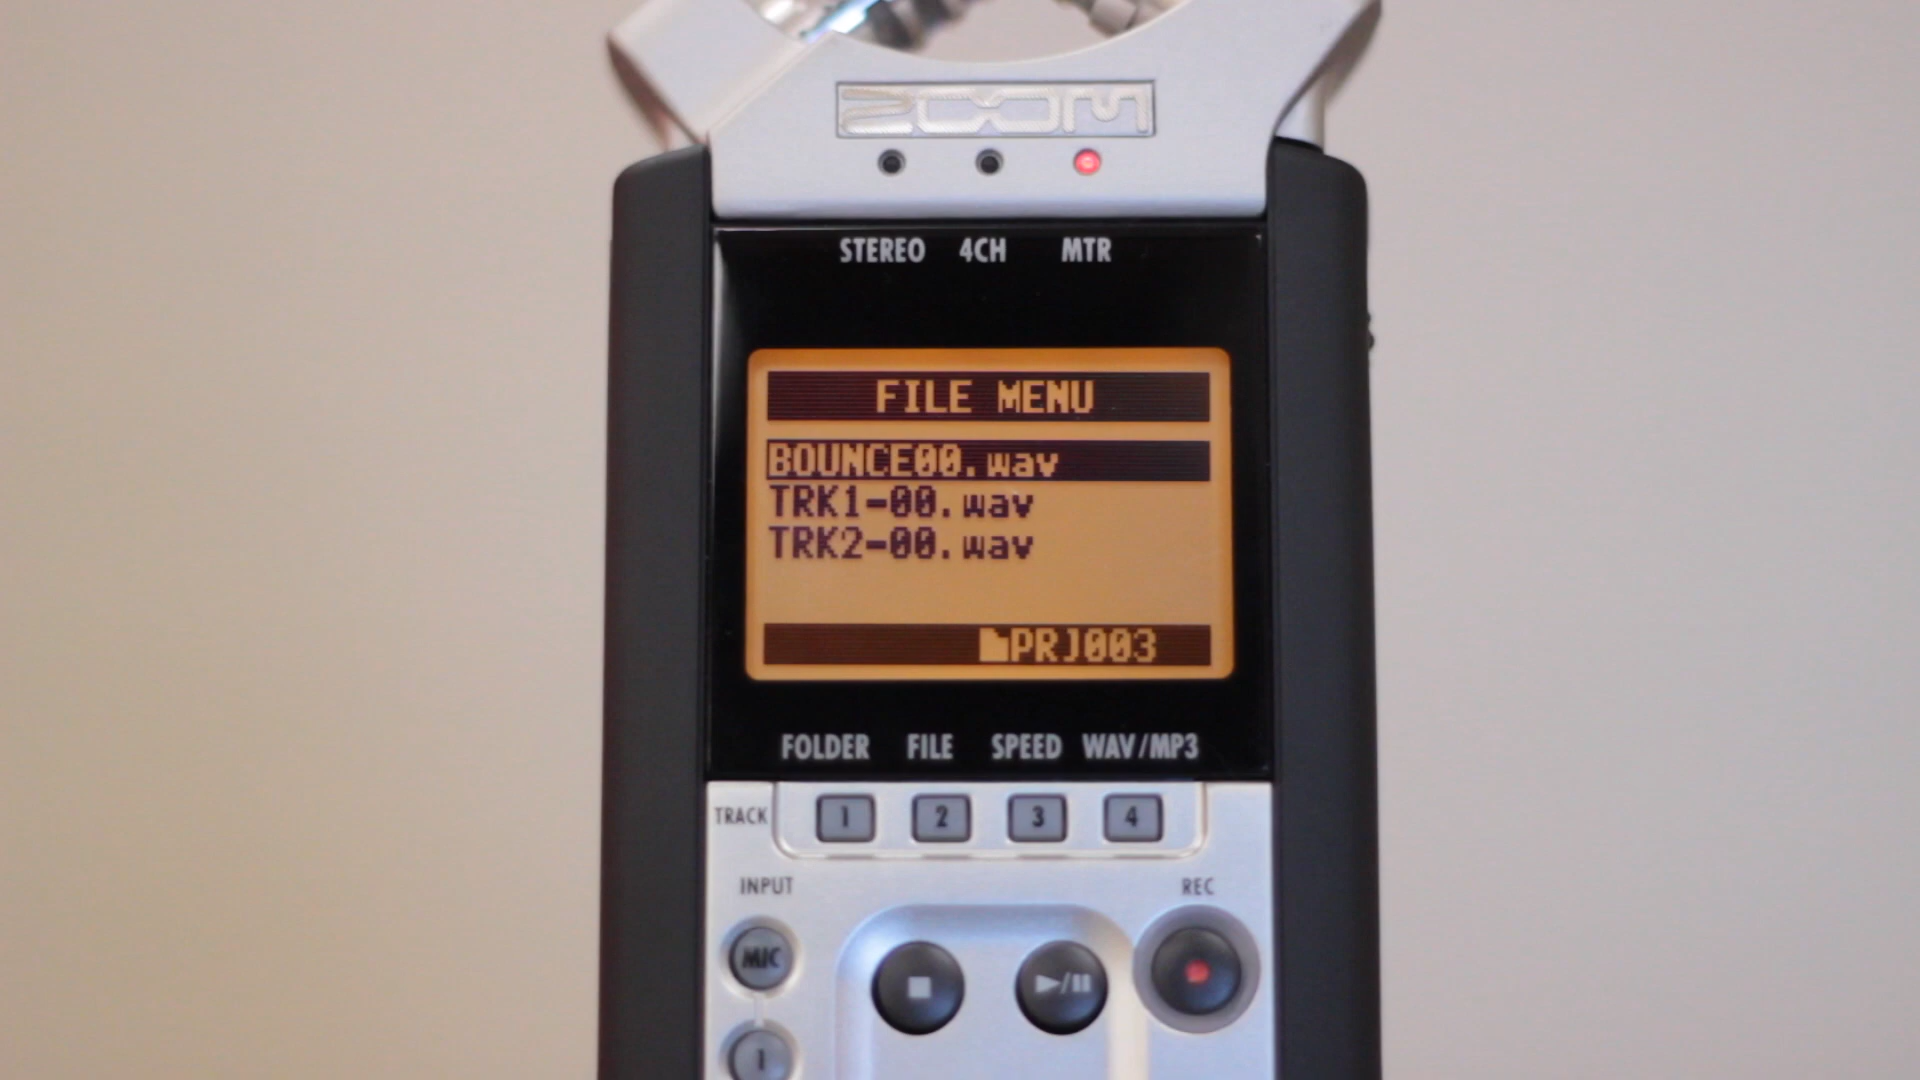 ZOOM
STEREO 4CH MTR
FILE MENU
BOUNCE00.wav
TRK1-00.wav
TRK2-00.wav
PRJ003
FOLDER FILE SPEED WAV/MP3
TRACK 1 2 3 4
INPUT REC
MIC
1